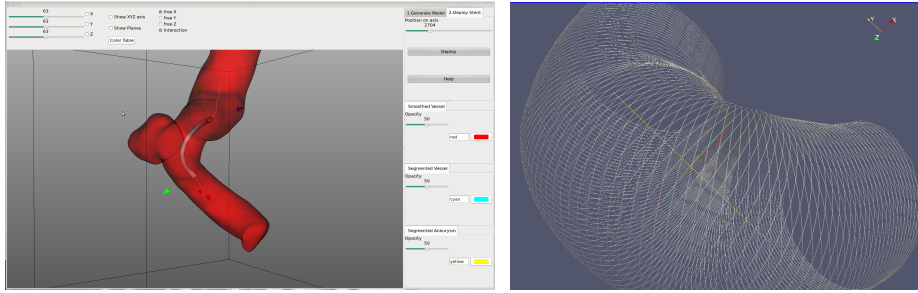 63
X
63
Y
63
Z
Show XYZ axis
Show Planes
Color Table
free X
free Y
free Z
Interaction
1.Generate Model
2.Deploy Stent
Position on axis
2704
Deploy
Help
Smoothed Vessel
Opacity
50
red
Segmented Vessel
Opacity
50
cyan
Segmented Aneurysm
Opacity
50
yellow
Y
X
Z